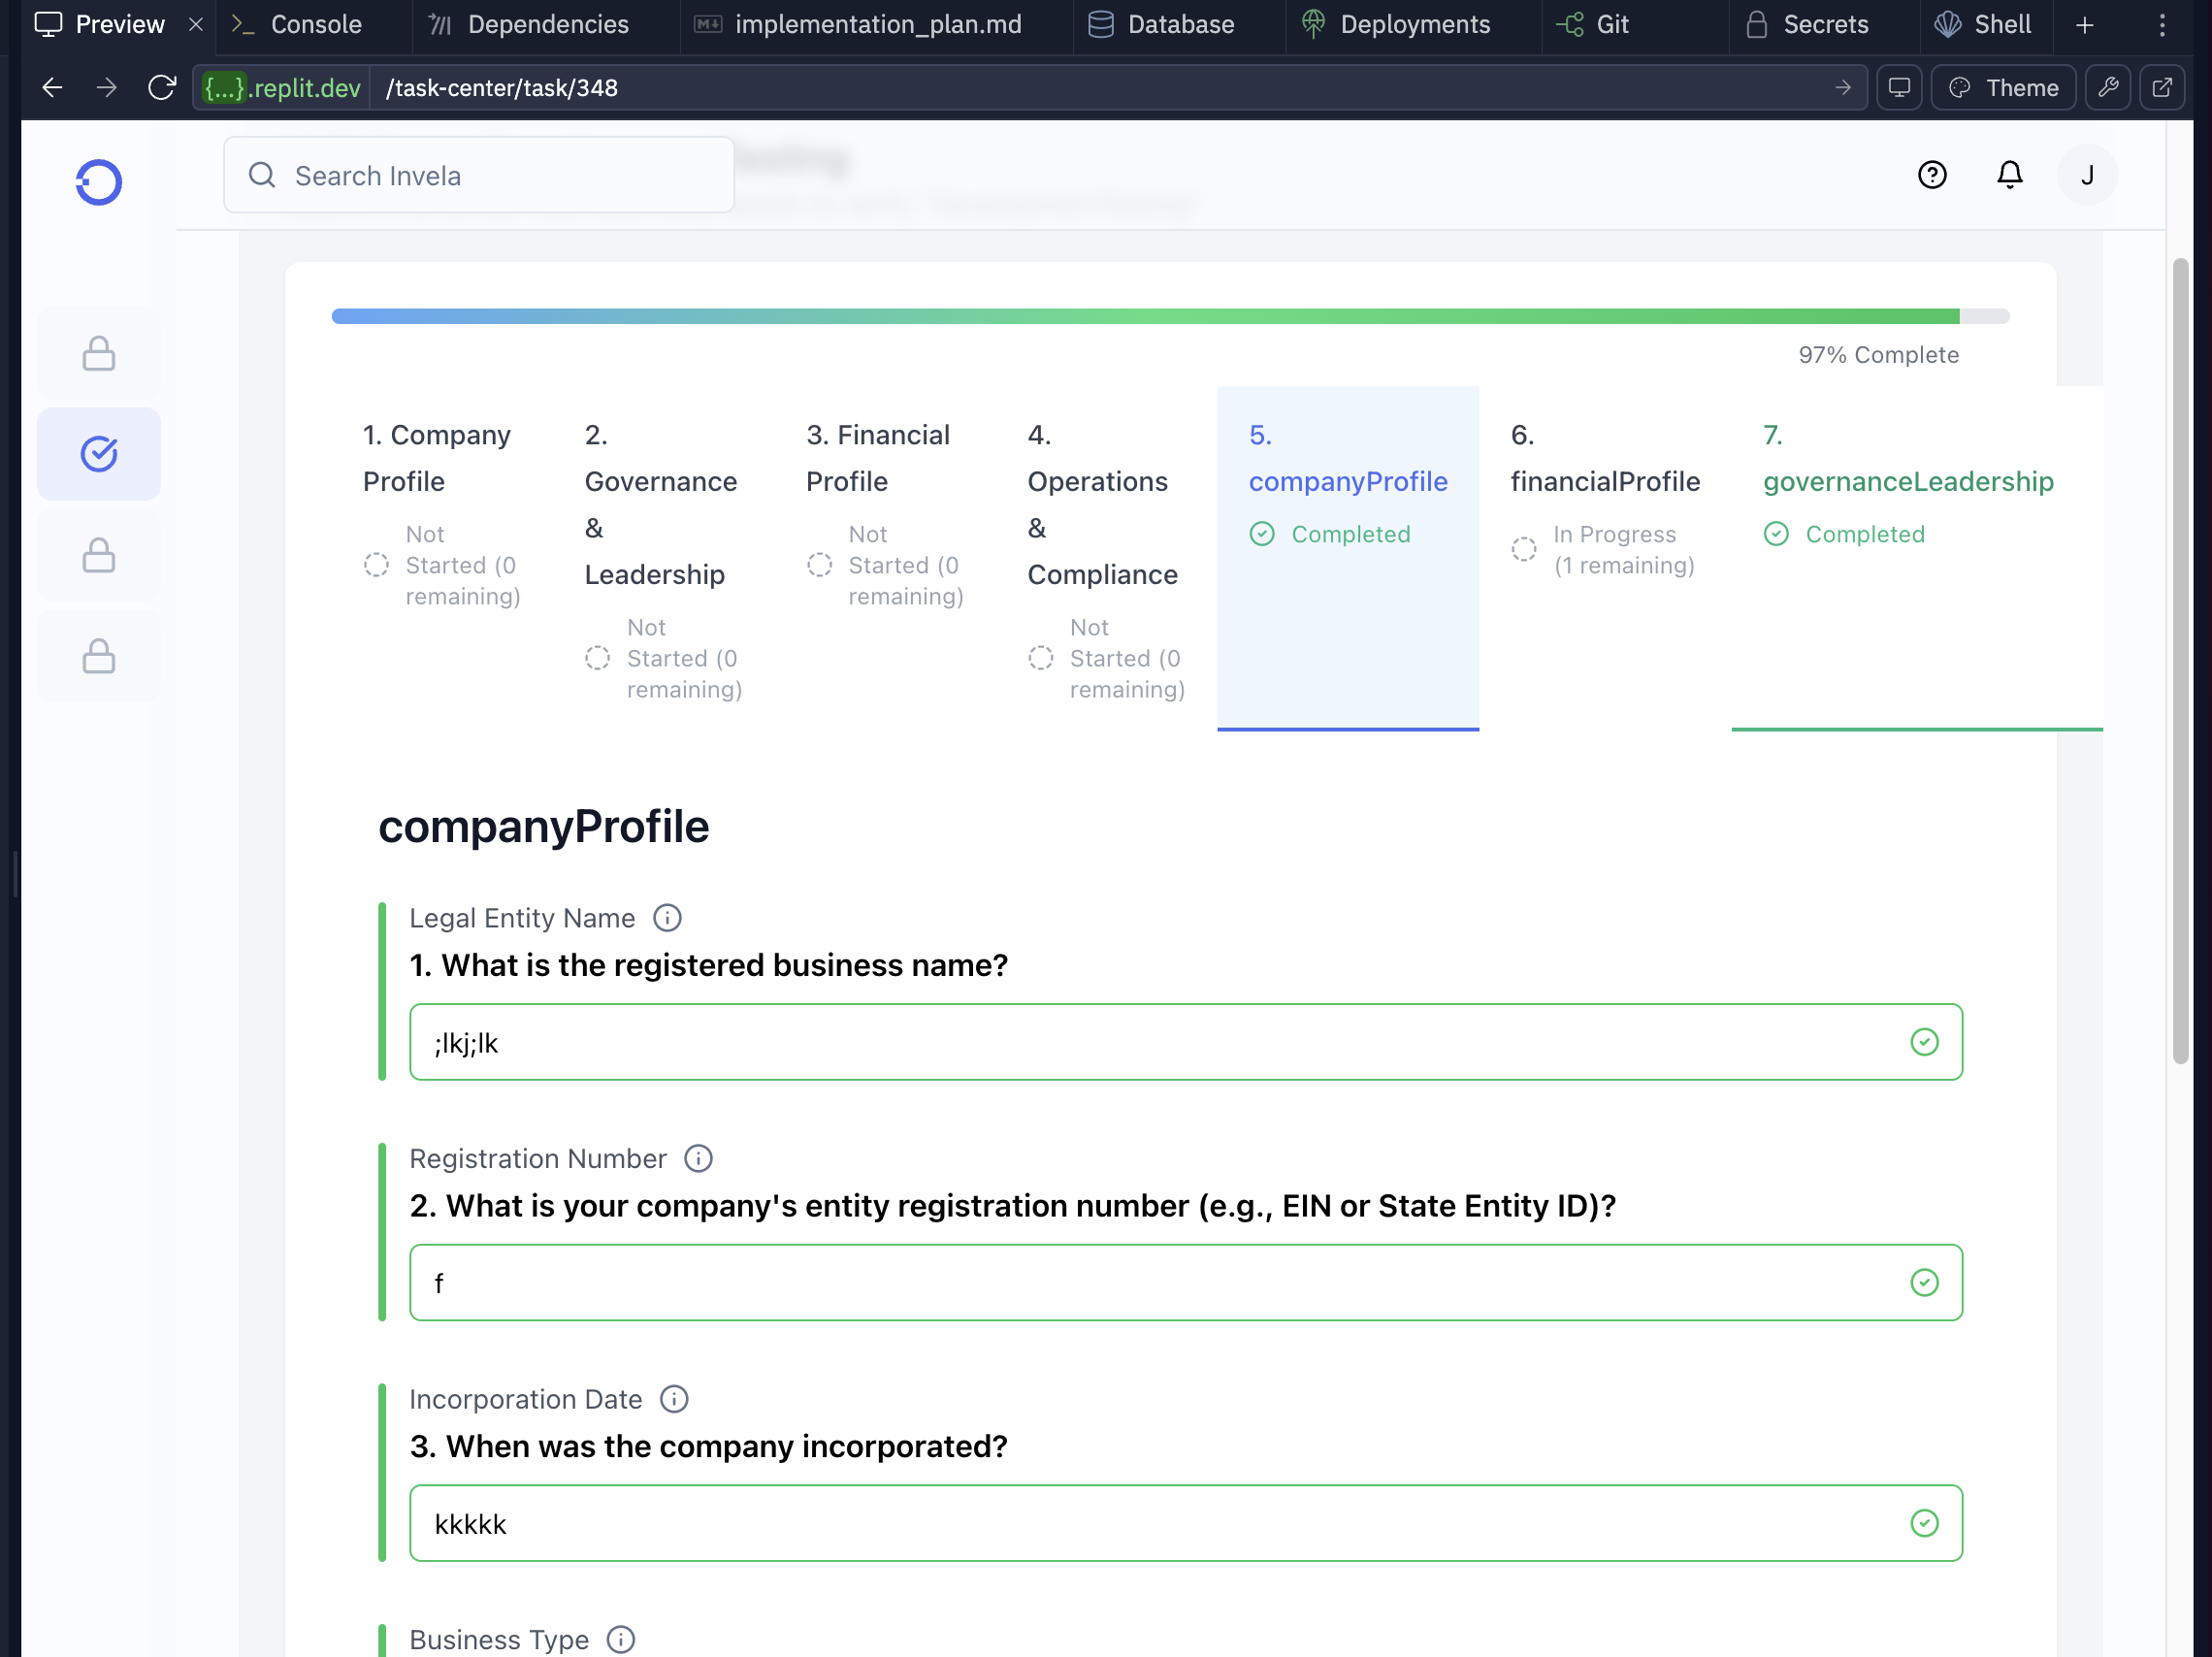 Preview
Console
Dependencies
implementation_plan.md
Database
Deployments
Git
Secrets
Shell
{...}.replit.dev
/task-center/task/348
Theme
Search Invela
J
97% Complete
1. Company
Profile
Not
Started (0
remaining)
2.
Governance
&
Leadership
Not
Started (0
remaining)
3. Financial
Profile
Not
Started (0
remaining)
4.
Operations
&
Compliance
Not
Started (0
remaining)
5.
companyProfile
Completed
6.
financialProfile
In Progress
(1 remaining)
7.
governanceLeadership
Completed
companyProfile
Legal Entity Name
1. What is the registered business name?
;lkj;lk
Registration Number
2. What is your company's entity registration number (e.g., EIN or State Entity ID)?
f
Incorporation Date
3. When was the company incorporated?
kkkkk
Business Type